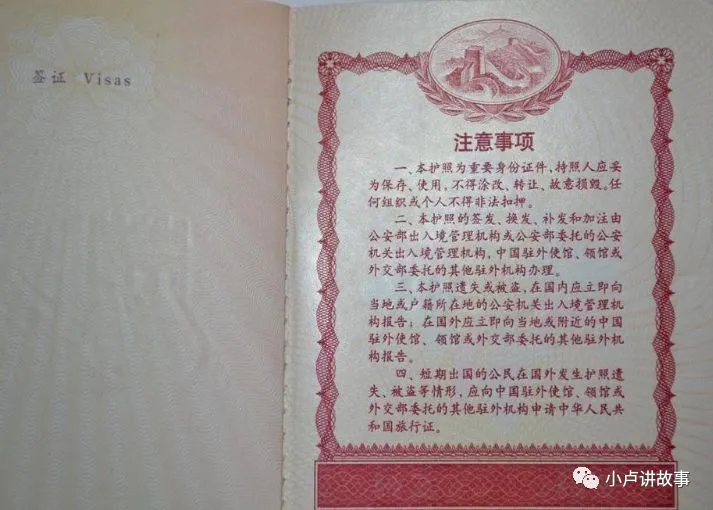 签证 Visas
注意事项
一、本护照为重要身份证件，持照人应妥
为保存、使用，不得涂改、转让、故意损毁。任
何组织或个人不得非法扣押。
二、本护照的签发、换发、补发和加注由
公安部出入境管理机构或公安部委托的公安
机关出入境管理机构，中国驻外使馆、领馆或
外交部委托的其他驻外机构办理。
三、本护照遗失或被盗，在国内应立即向
当地或户籍所在地的公安机关出入境管理机
构报告；在国外应立即向当地或附近的中国
驻外使馆、领馆或外交部委托的其他驻外机
构报告。
四、短期出国的公民在国外发生护照遗
失、被盗等情形，应向中国驻外使馆、领馆或
外交部委托的其他驻外机构申请中华人民共
和国旅行证。
小卢讲故事